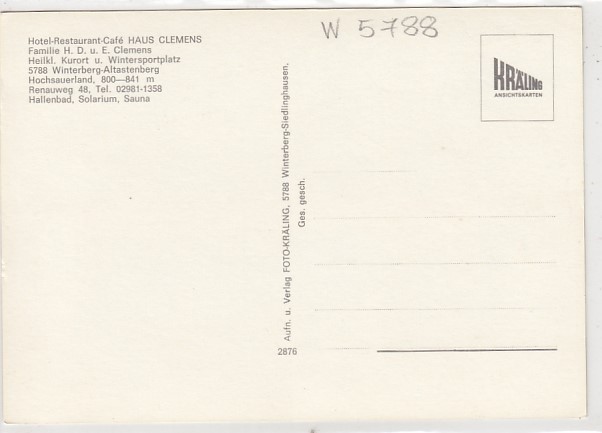 W 5788
Hotel-Restaurant-Café HAUS CLEMENS
Familie H. D. u. E. Clemens
Heilkl. Kurort u. Wintersportplatz
5788 Winterberg-Altastenberg
Hochsauerland, 800—841 m
Renauweg 48, Tel. 02981-1358
Hallenbad, Solarium, Sauna
KRÄLING
ANSICHTSKARTEN
Aufn. u. Verlag FOTO-KRÄLING, 5788 Winterberg-Siedlinghausen,
Ges. gesch.
2876